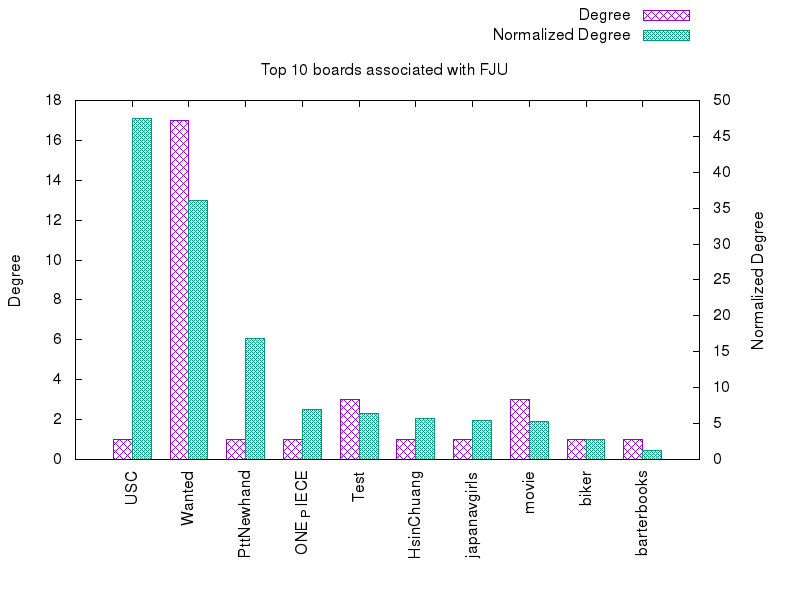 Degree
Normalized Degree
Top 10 boards associated with FJU
18
16
14
12
10
8
6
4
2
0
50
45
40
35
30
25
20
15
10
5
0
Degree
Normalized Degree
USC
Wanted
PttNewhand
ONEPIECE
Test
HsinChuang
japanavgirls
movie
biker
barterbooks